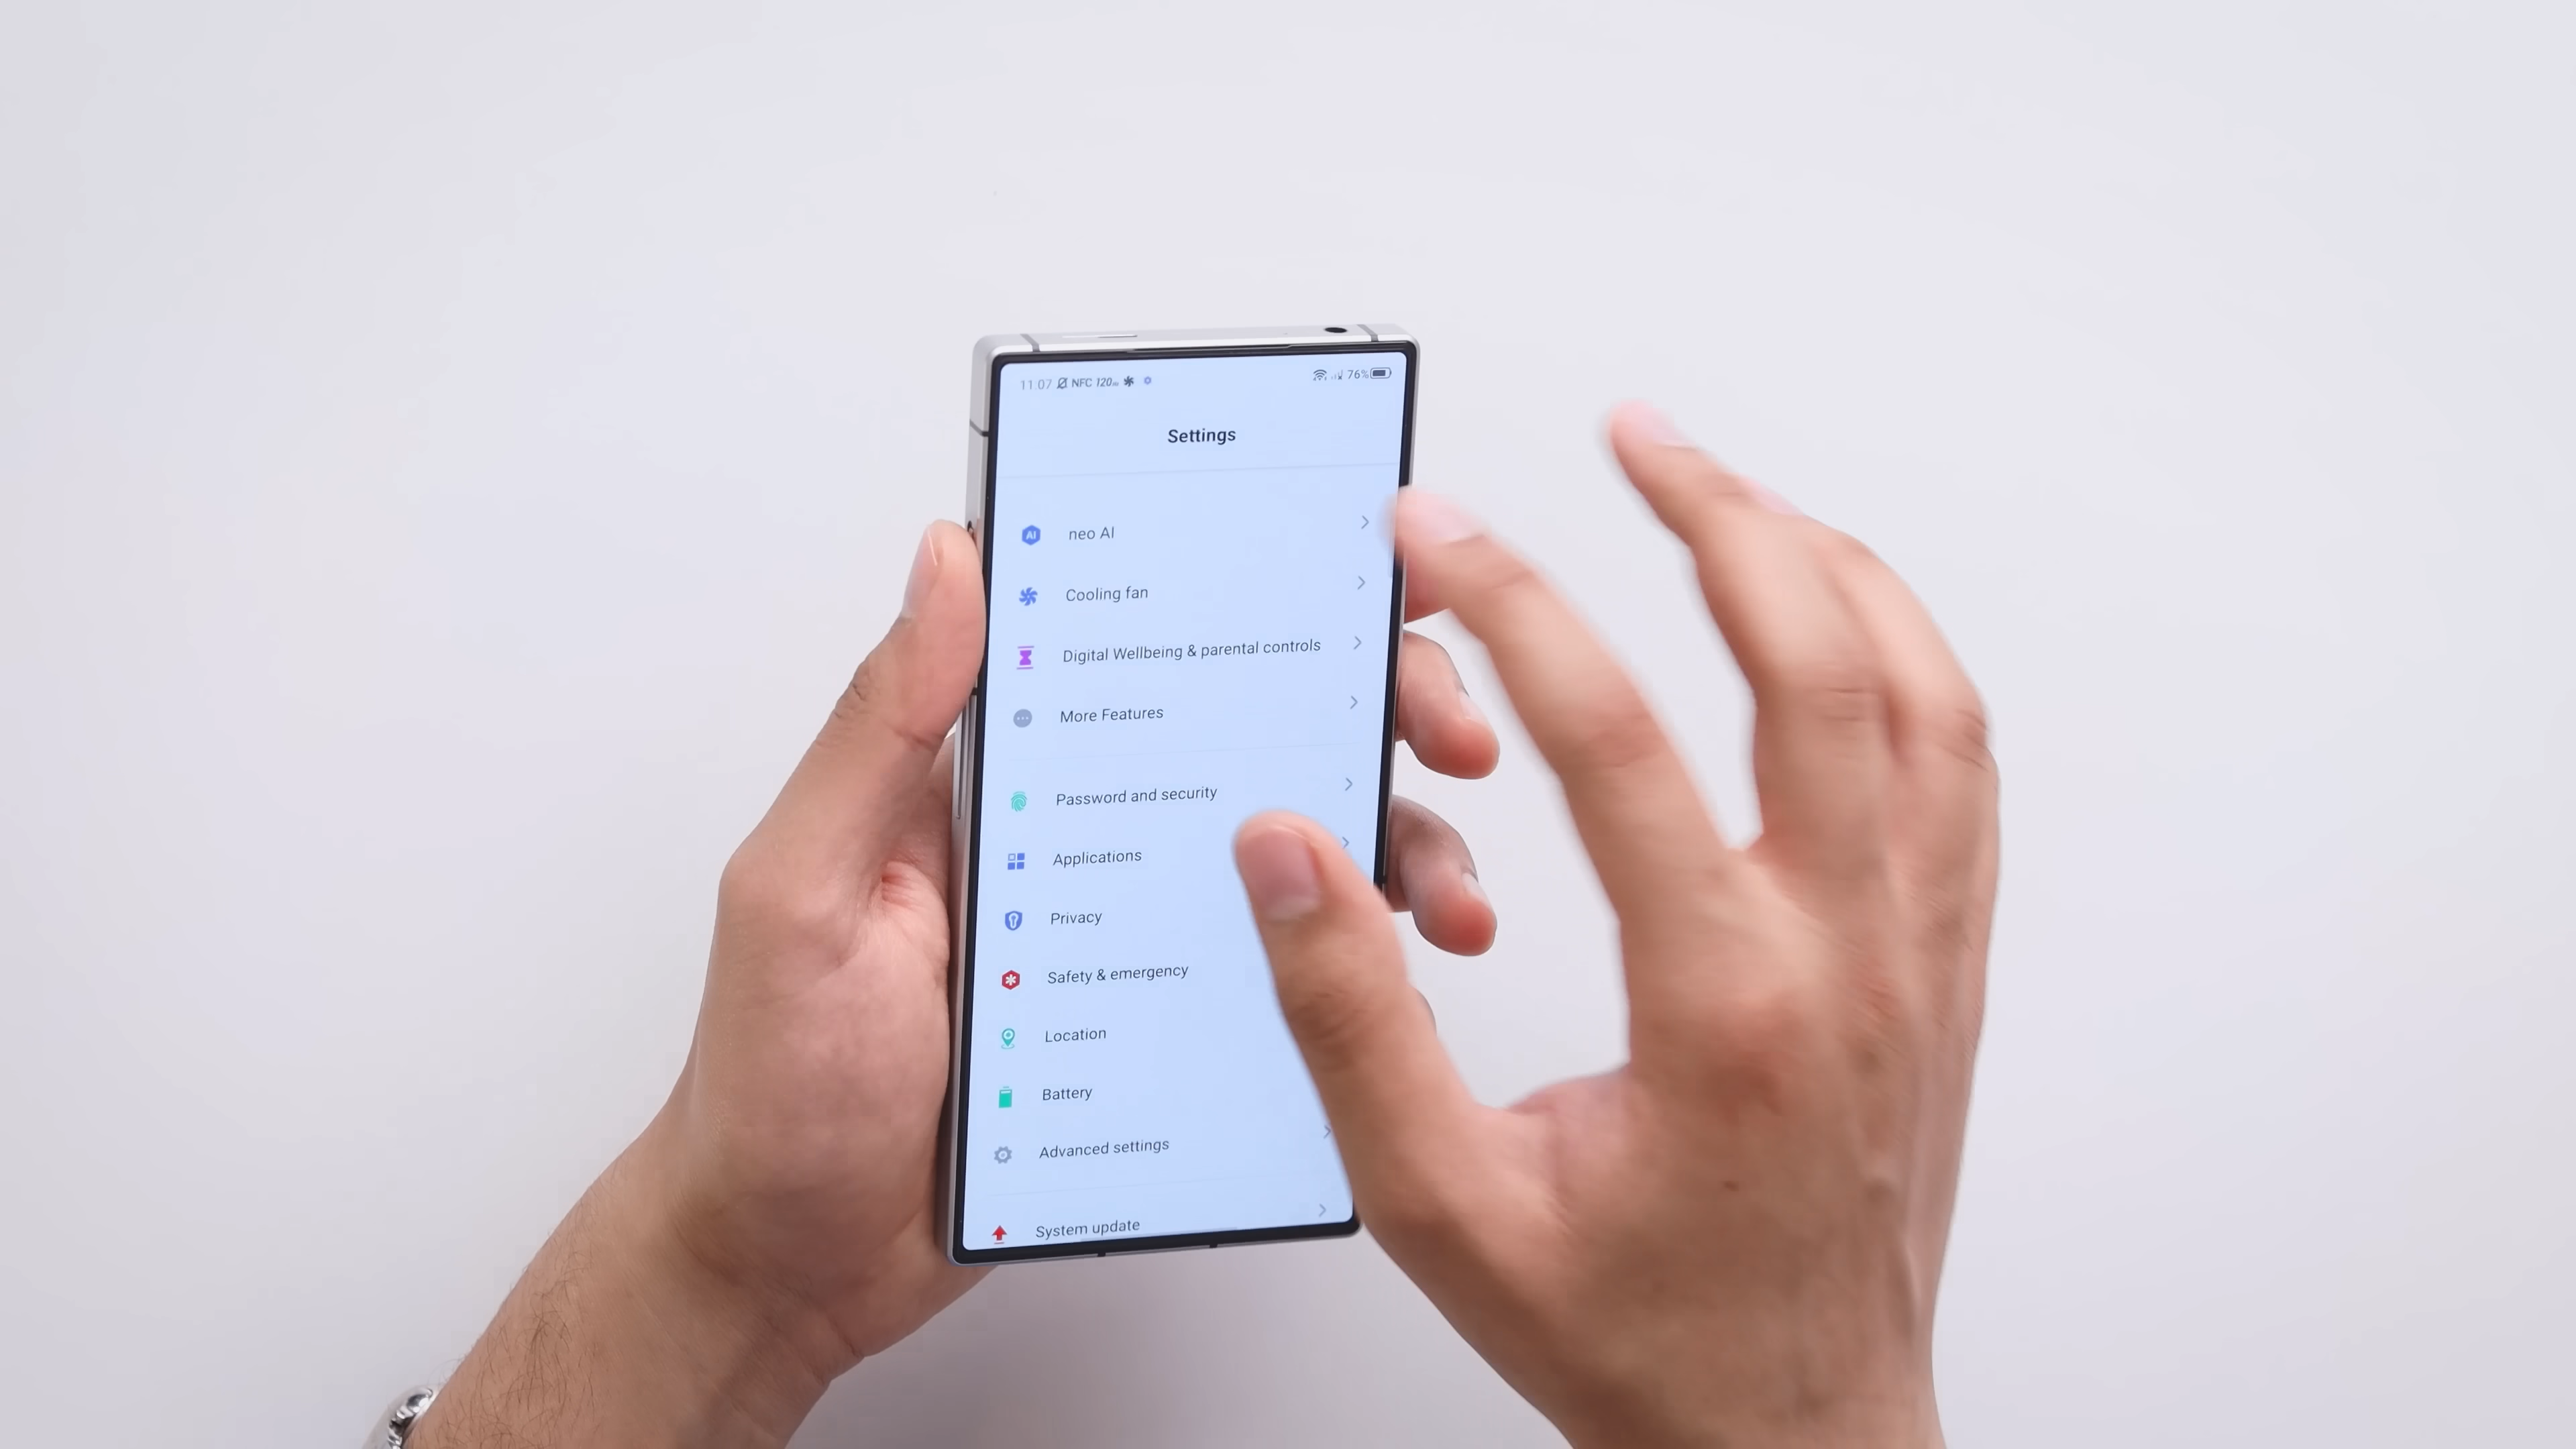 11:07 NFC 120 76%
Settings
AI neo AI
Cooling fan
Digital Wellbeing & parental controls
More Features
Password and security
Applications
Privacy
Safety & emergency
Location
Battery
Advanced settings
System update